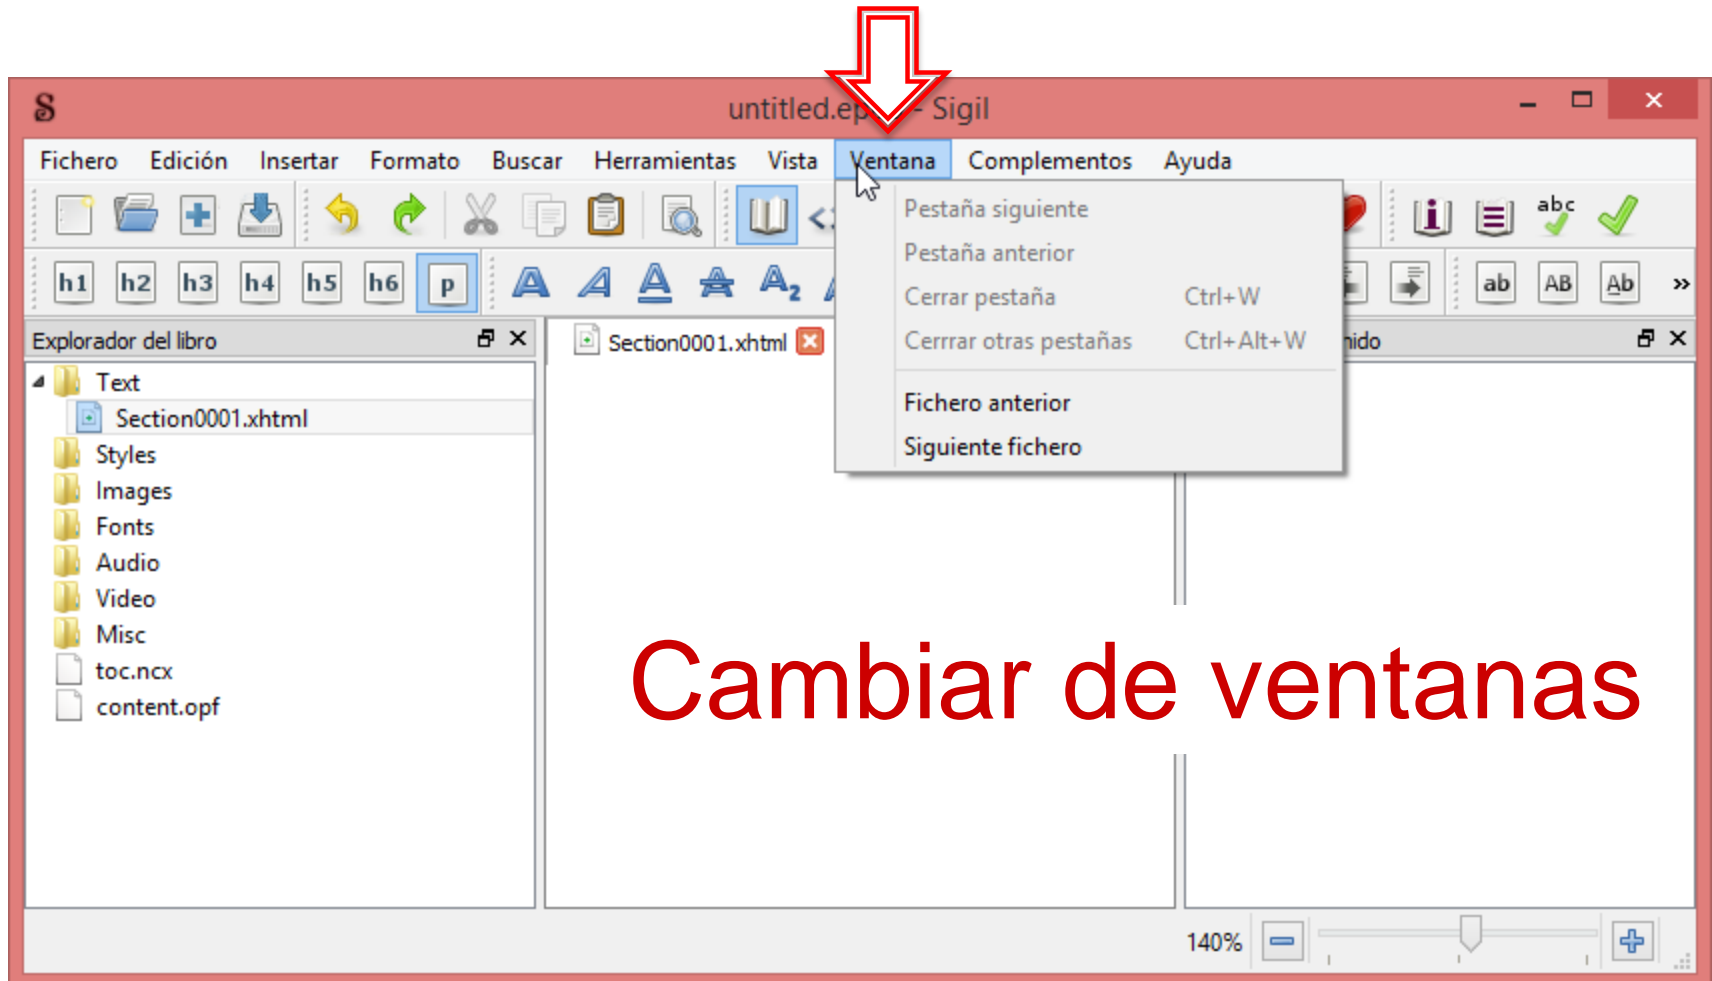 untitled.ep - Sigil
Fichero Edición Insertar Formato Buscar Herramientas Vista Ventana Complementos Ayuda
abc
h1 h2 h3 h4 h5 h6 p A A A A A2 ab AB Ab »
Pestaña siguiente
Pestaña anterior
Cerrar pestaña Ctrl+W
Cerrrar otras pestañas Ctrl+Alt+W
Fichero anterior
Siguiente fichero
Explorador del libro
Section0001.xhtml
nido
Text
Section0001.xhtml
Styles
Images
Fonts
Audio
Video
Misc
toc.ncx
content.opf
Cambiar de ventanas
140%